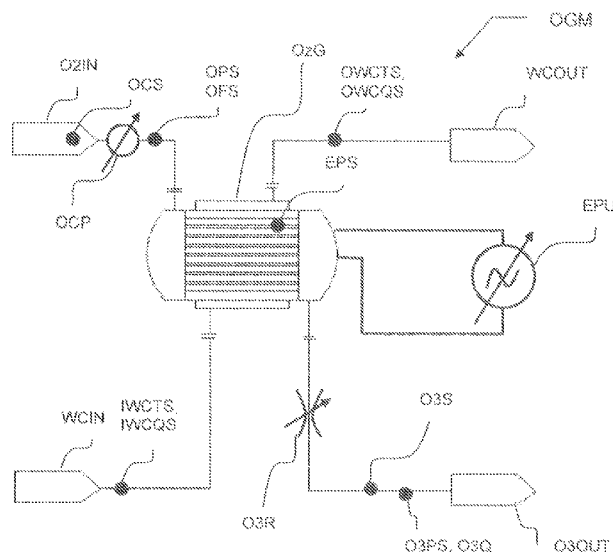 OGM
OzG
O2IN
OCS
OPS
OFS
OWCTS,
OWCQS
WCOUT
EPS
EPU
OCP
WCIN
IWCTS,
IWCQS
O3S
O3R
O3PS, O3Q
O3OUT